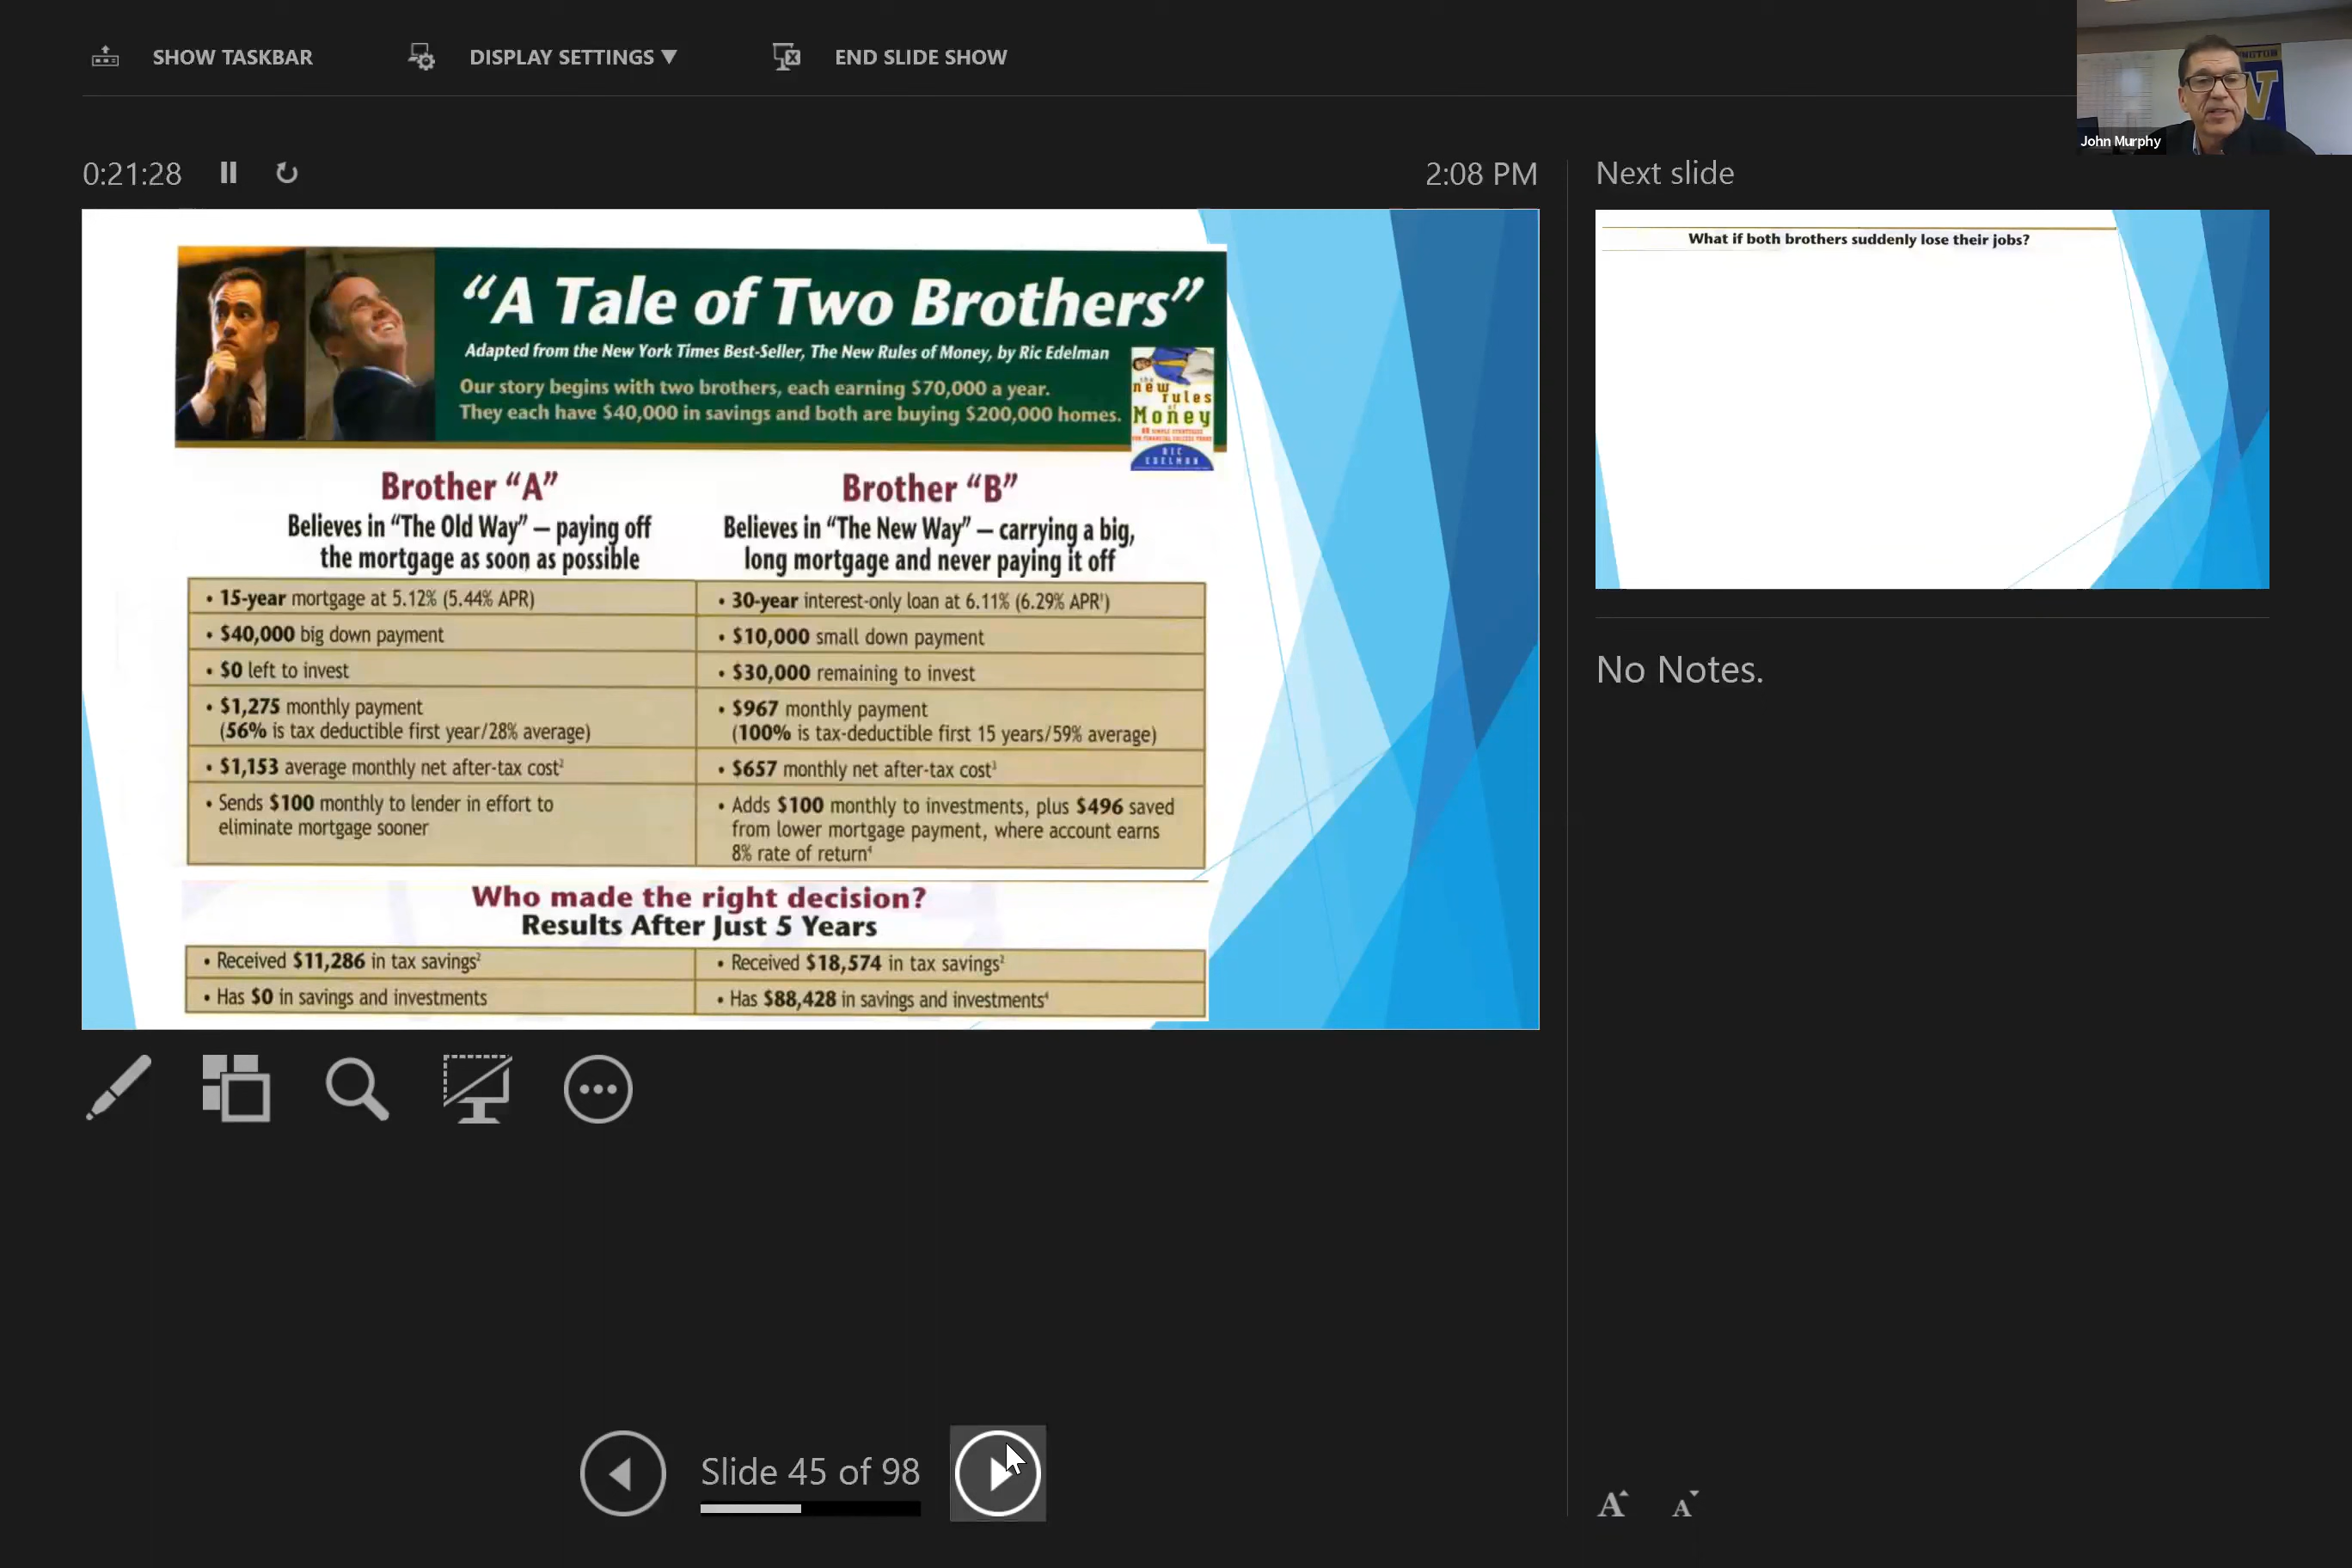 SHOW TASKBAR
DISPLAY SETTINGS ▼
END SLIDE SHOW
John Murphy
0:21:28
2:08 PM
Next slide
"A Tale of Two Brothers"
Adapted from the New York Times Best-Seller, The New Rules of Money, by Ric Edelman
Our story begins with two brothers, each earning $70,000 a year.
They each have $40,000 in savings and both are buying $200,000 homes.
the
new
rules
of
Money
RIC
EDELMAN
Brother "A"
Believes in "The Old Way" – paying off
the mortgage as soon as possible
• 15-year mortgage at 5.12% (5.44% APR)
• $40,000 big down payment
• $0 left to invest
• $1,275 monthly payment
(56% is tax deductible first year/28% average)
• $1,153 average monthly net after-tax cost²
• Sends $100 monthly to lender in effort to
eliminate mortgage sooner
Brother "B"
Believes in "The New Way" – carrying a big,
long mortgage and never paying it off
• 30-year interest-only loan at 6.11% (6.29% APR¹)
• $10,000 small down payment
• $30,000 remaining to invest
• $967 monthly payment
(100% is tax-deductible first 15 years/59% average)
• $657 monthly net after-tax cost³
• Adds $100 monthly to investments, plus $496 saved
from lower mortgage payment, where account earns
8% rate of return⁴
Who made the right decision?
Results After Just 5 Years
• Received $11,286 in tax savings²
• Has $0 in savings and investments
• Received $18,574 in tax savings²
• Has $88,428 in savings and investments⁴
What if both brothers suddenly lose their jobs?
No Notes.
Slide 45 of 98
A A